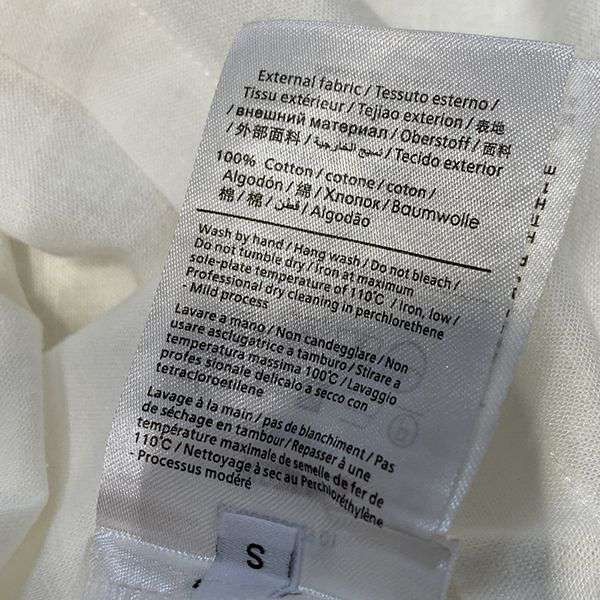 External fabric / Tessuto esterno /
Tissu extérieur / Tejiao exterion / 表地
/ внешний материал / Oberstoff / 面料
/ 外部面料 / نسيج الخارجية / Tecido exterior
100% Cotton / cotone / coton /
Algodón / 綿 / Хлопок / Baumwolle
棉 / 棉 / قطن / Algodão
Wash by hand / Hang wash / Do not bleach /
Do not tumble dry / Iron at maximum
sole-plate temperature of 110℃ / Iron, low /
Professional dry cleaning in perchlorethene
- Mild process
Lavare a mano / Non candeggiare / Non
usare asciugatrice a tamburo / Stirare a
temperatura massima 100℃ / Lavaggio
profes sionale delicalo a secco con
tetracloroetilene
Lavage à la main / pas de blanchiment / Pas
de séchage en tambour / Repasser à une
température maximale de semelle de fer de
110℃ / Nettoyage à sec au Perchloréthylène
- Processus modéré
S